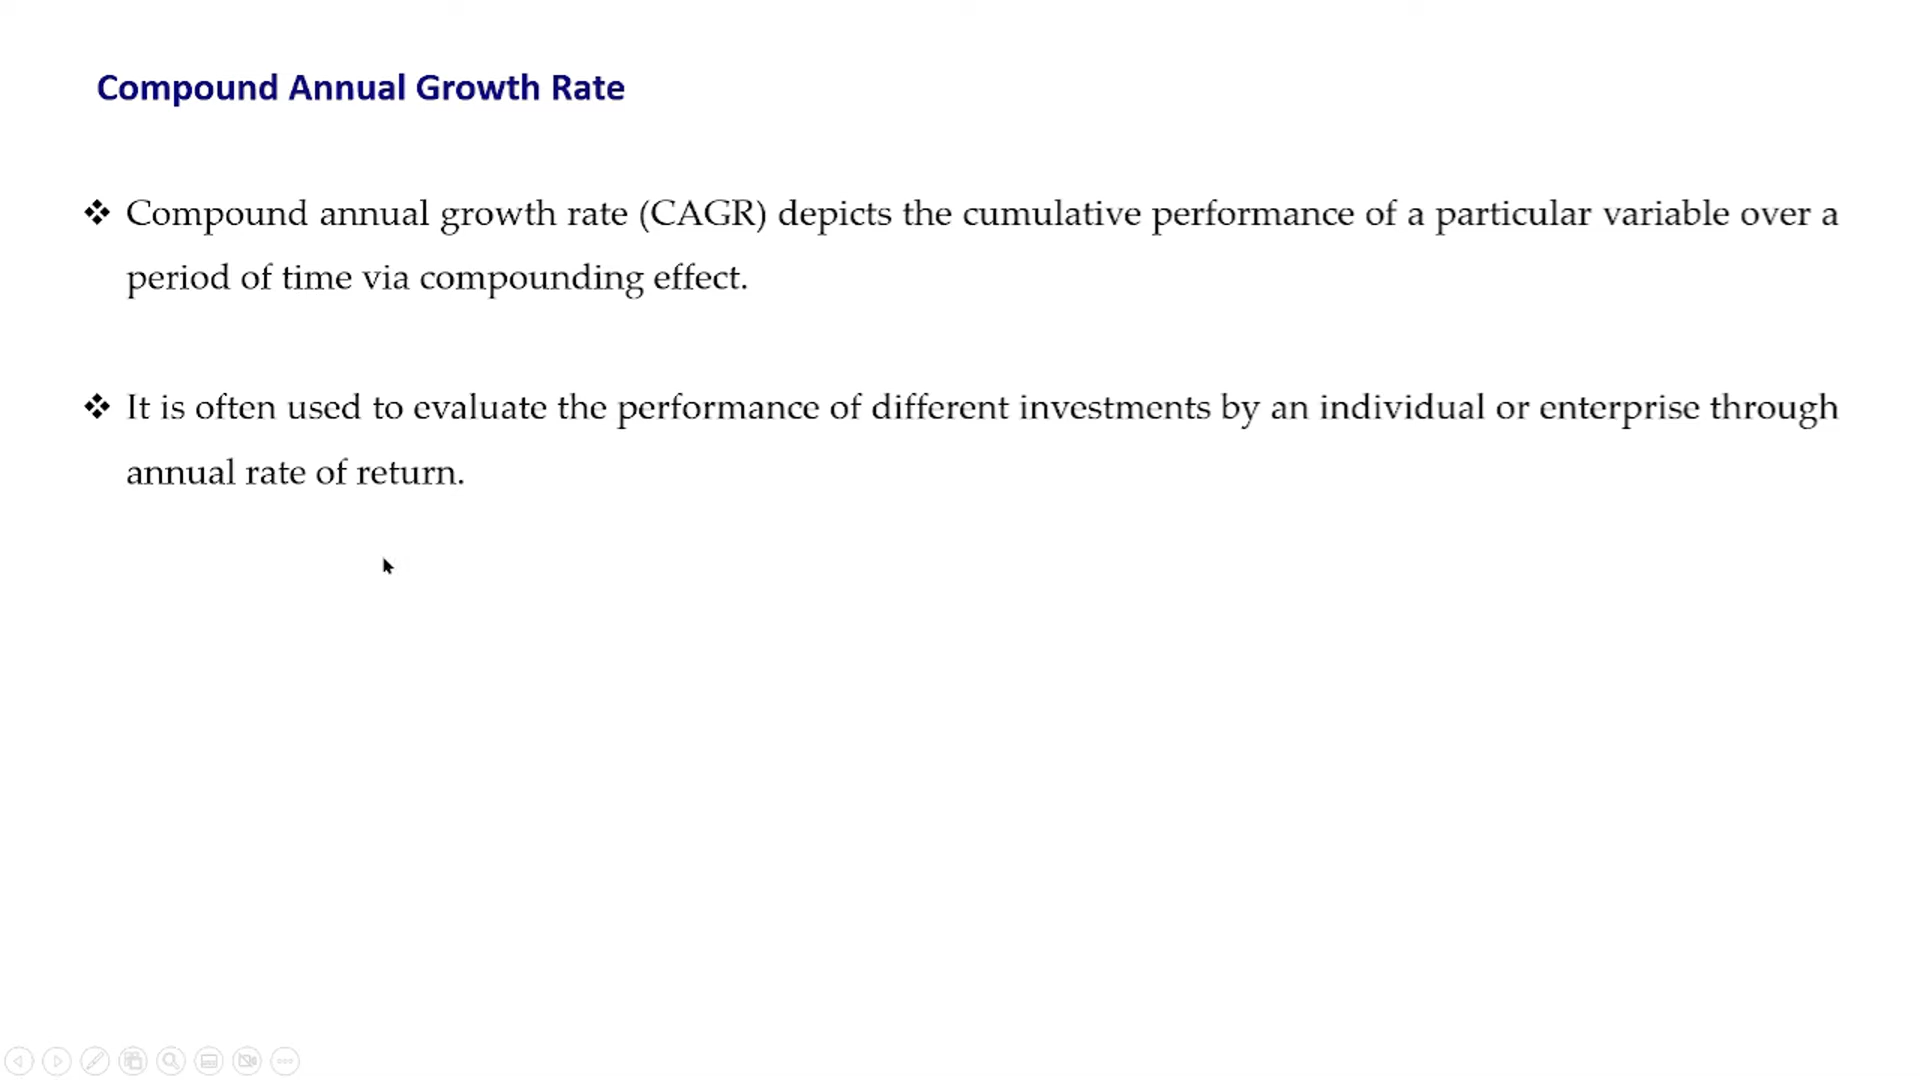 Compound Annual Growth Rate
❖ Compound annual growth rate (CAGR) depicts the cumulative performance of a particular variable over a
period of time via compounding effect.
❖ It is often used to evaluate the performance of different investments by an individual or enterprise through
annual rate of return.